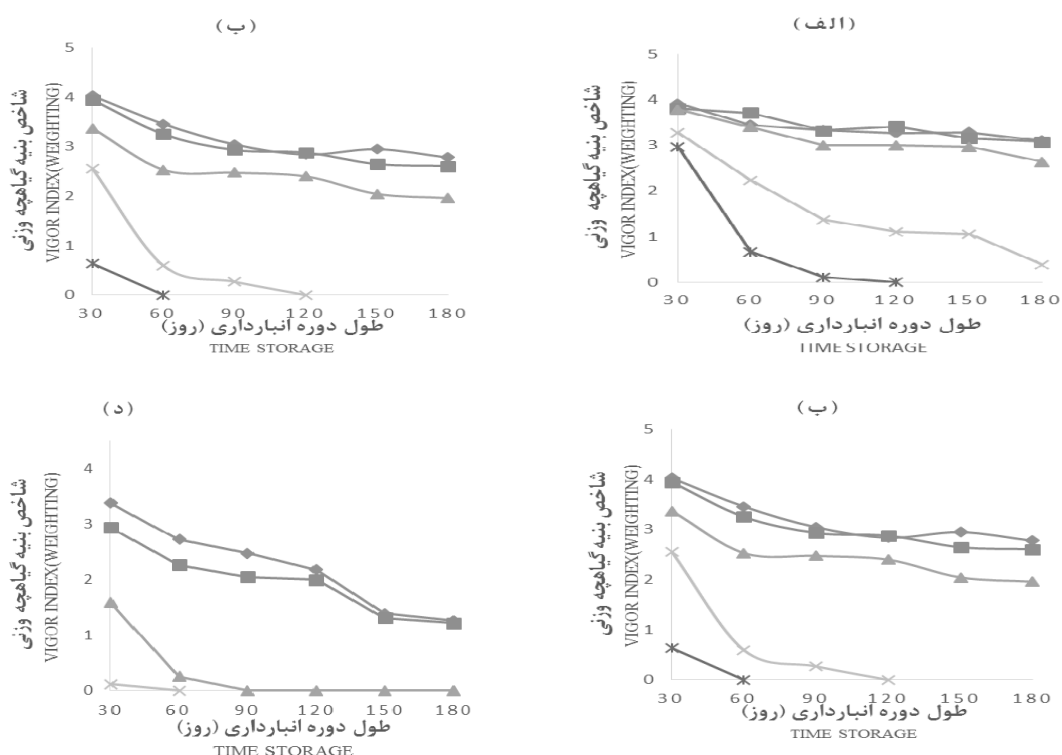 (الف)
شاخص بنیه گیاهچه وزنی
VIGOR INDEX(WEIGHTING)
5
4
3
2
1
0
30 60 90 120 150 180
طول دوره انبارداری (روز)
TIME STORAGE
(ب)
شاخص بنیه گیاهچه وزنی
VIGOR INDEX(WEIGHTING)
5
4
3
2
1
0
30 60 90 120 150 180
طول دوره انبارداری (روز)
TIME STORAGE
(ب)
شاخص بنیه گیاهچه وزنی
VIGOR INDEX(WEIGHTING)
5
4
3
2
1
0
30 60 90 120 150 180
طول دوره انبارداری (روز)
TIME STORAGE
(د)
شاخص بنیه گیاهچه وزنی
VIGOR INDEX(WEIGHTING)
4
3
2
1
0
30 60 90 120 150 180
طول دوره انبارداری (روز)
TIME STORAGE